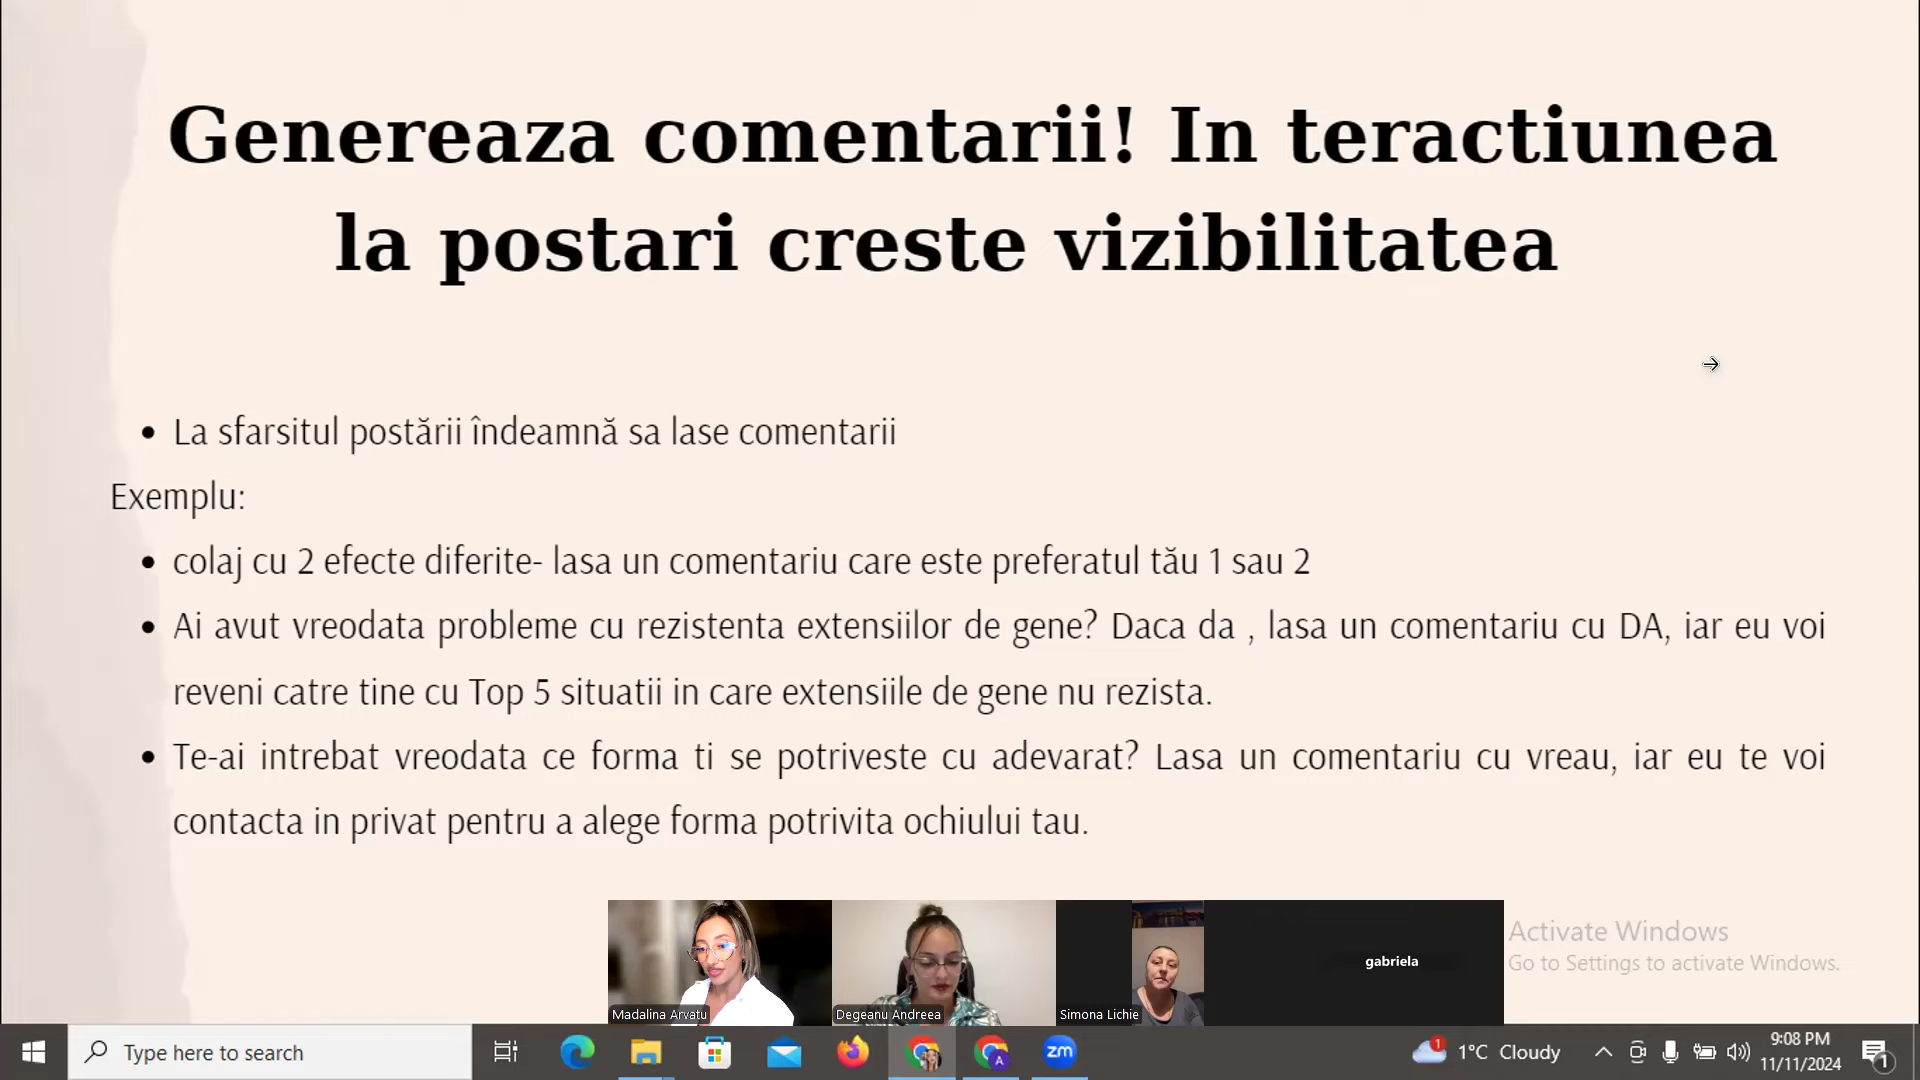 Genereaza comentarii! In teractiunea
la postari creste vizibilitatea
• La sfarsitul postării îndeamnă sa lase comentarii
Exemplu:
• colaj cu 2 efecte diferite- lasa un comentariu care este preferatul tău 1 sau 2
• Ai avut vreodata probleme cu rezistenta extensiilor de gene? Daca da , lasa un comentariu cu DA, iar eu voi
reveni catre tine cu Top 5 situatii in care extensiile de gene nu rezista.
• Te-ai intrebat vreodata ce forma ti se potriveste cu adevarat? Lasa un comentariu cu vreau, iar eu te voi
contacta in privat pentru a alege forma potrivita ochiului tau.
Madalina Arvatu
Degeanu Andreea
Simona Lichie
gabriela
Activate Windows
Go to Settings to activate Windows.
Type here to search
A
zm
1
1°C Cloudy
9:08 PM
11/11/2024
1